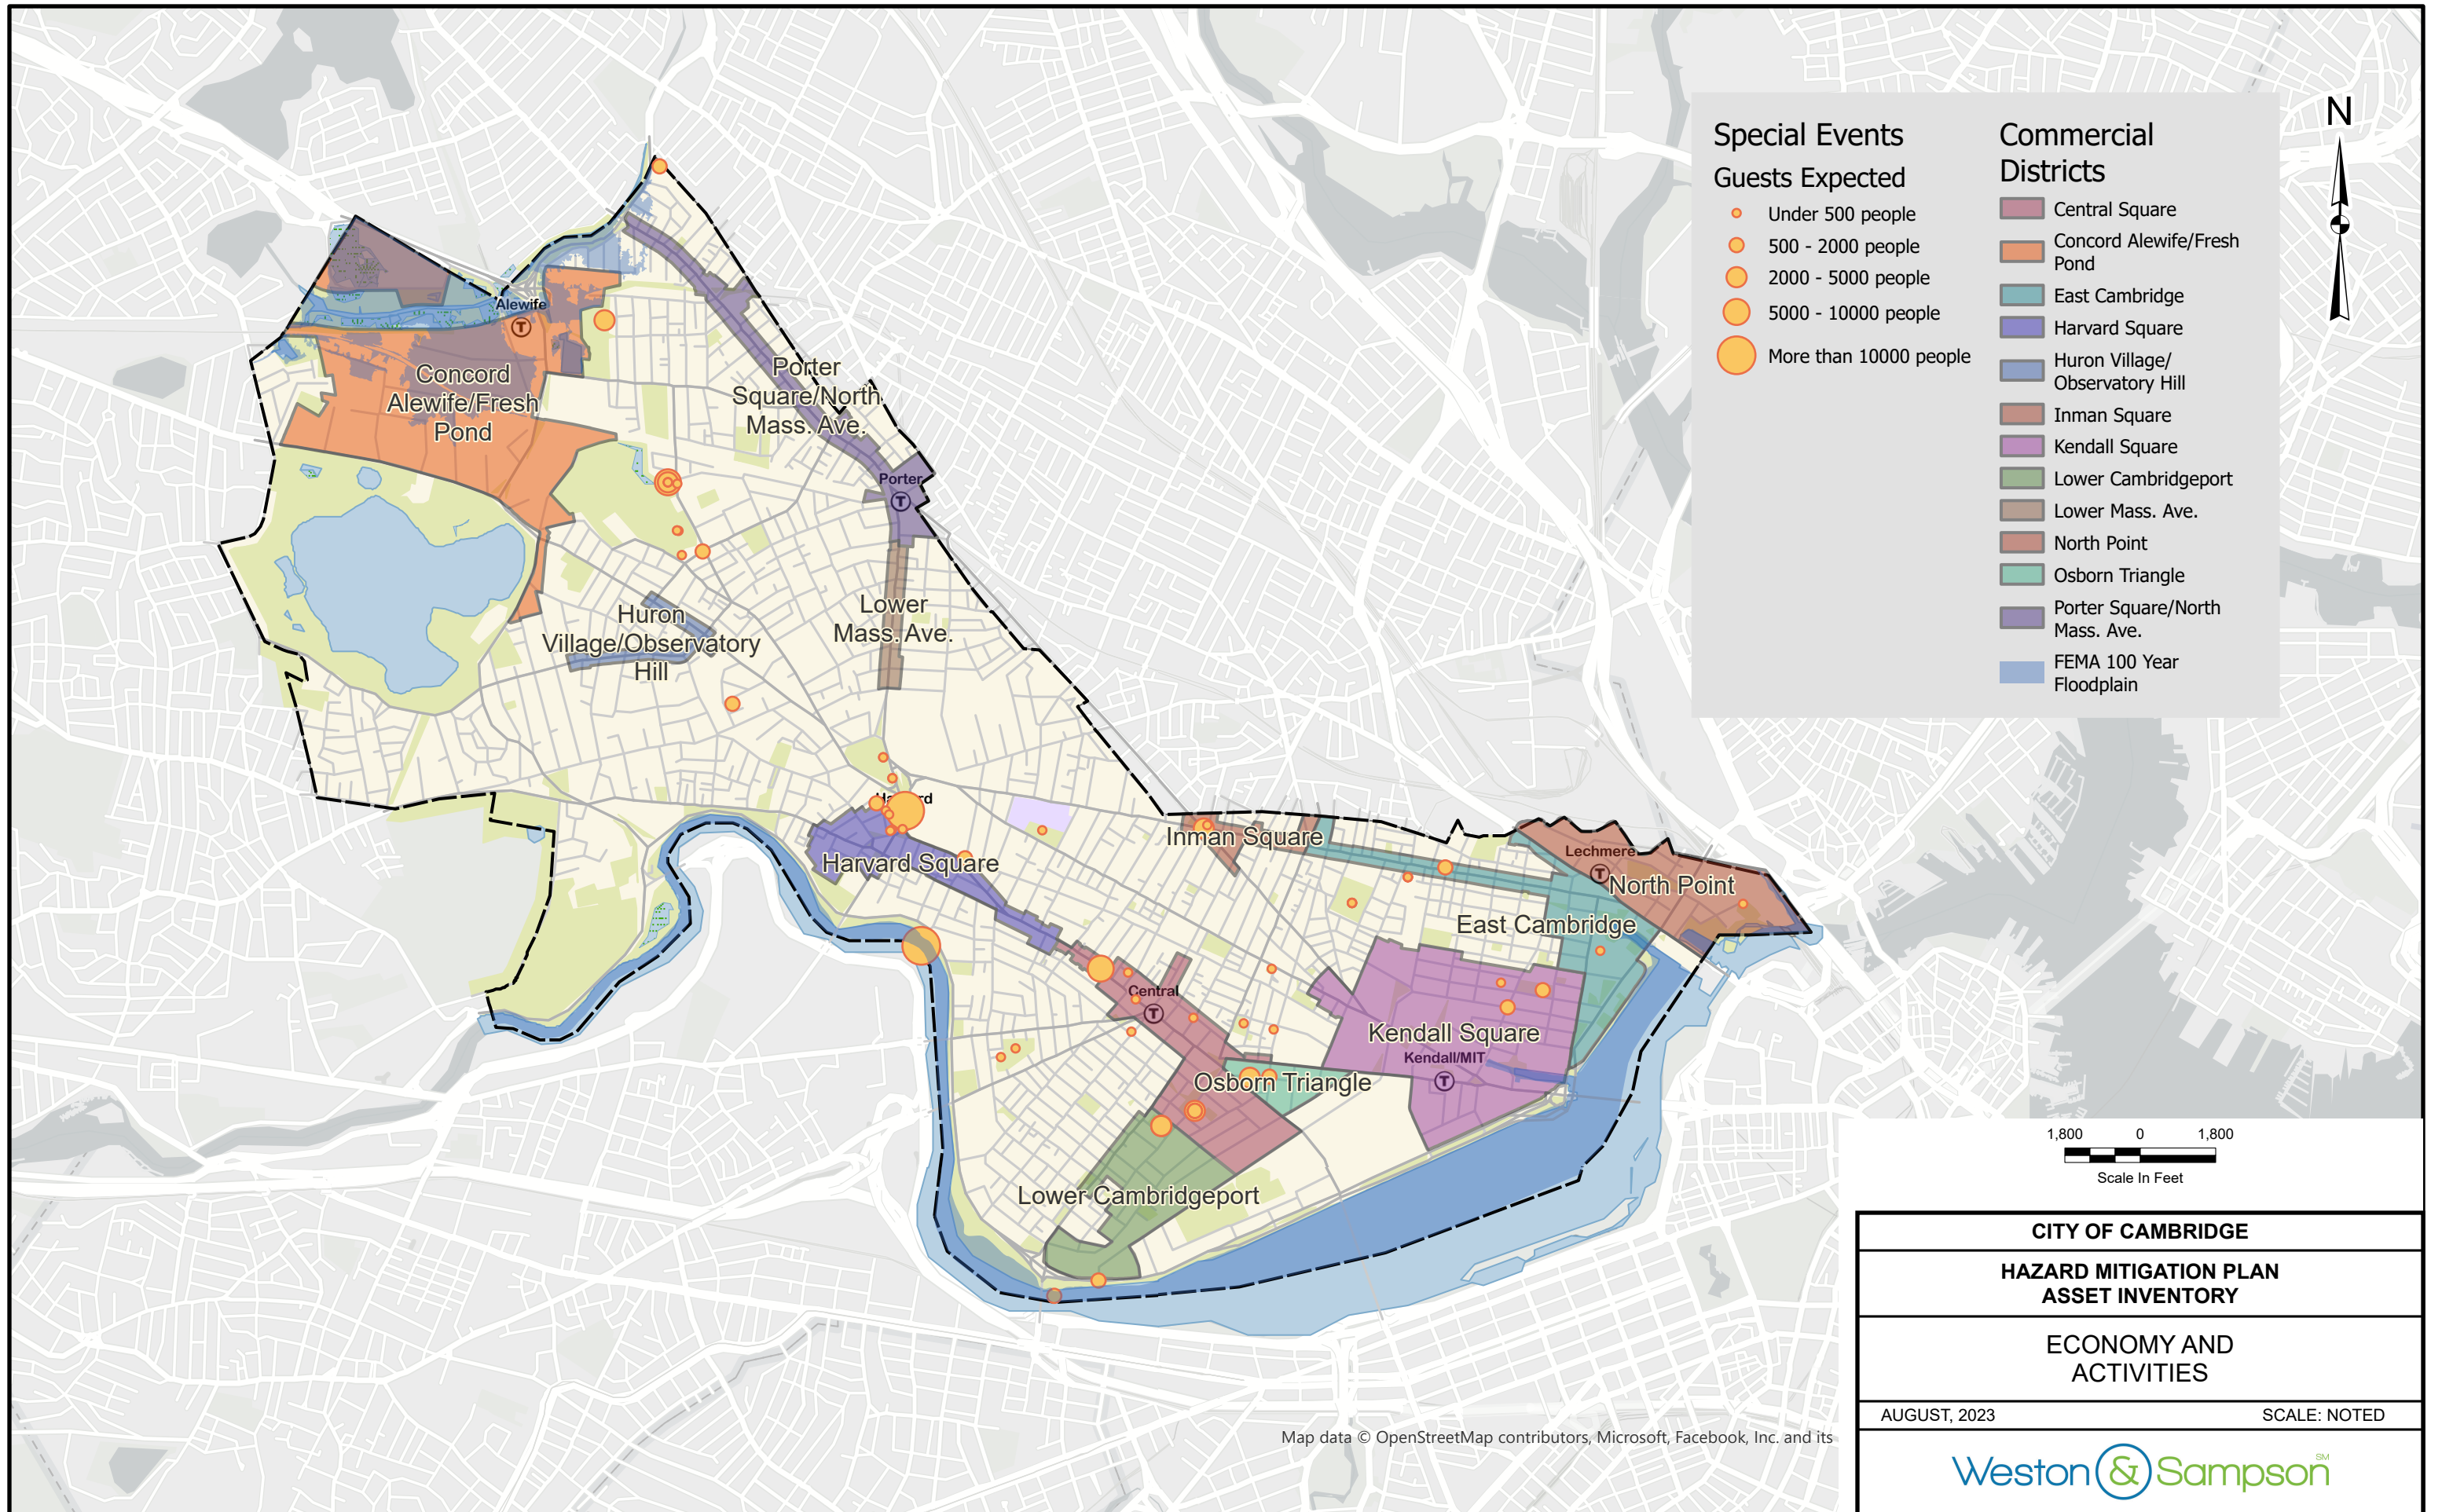 N
Special Events
Guests Expected
Under 500 people
500 - 2000 people
2000 - 5000 people
5000 - 10000 people
More than 10000 people
Commercial
Districts
Central Square
Concord Alewife/Fresh
Pond
East Cambridge
Harvard Square
Huron Village/
Observatory Hill
Inman Square
Kendall Square
Lower Cambridgeport
Lower Mass. Ave.
North Point
Osborn Triangle
Porter Square/North
Mass. Ave.
FEMA 100 Year
Floodplain
Alewife
T
Concord
Alewife/Fresh
Pond
Porter
Square/North
Mass. Ave.
Porter
T
Lower
Mass. Ave.
Huron
Village/Observatory
Hill
Harvard Square
Inman Square
Lechmere
T
North Point
East Cambridge
Central
T
Kendall Square
Kendall/MIT
T
Osborn Triangle
Lower Cambridgeport
1,800 0 1,800
Scale In Feet
CITY OF CAMBRIDGE
HAZARD MITIGATION PLAN
ASSET INVENTORY
ECONOMY AND
ACTIVITIES
AUGUST, 2023 SCALE: NOTED
Weston & Sampson SM
Map data © OpenStreetMap contributors, Microsoft, Facebook, Inc. and its